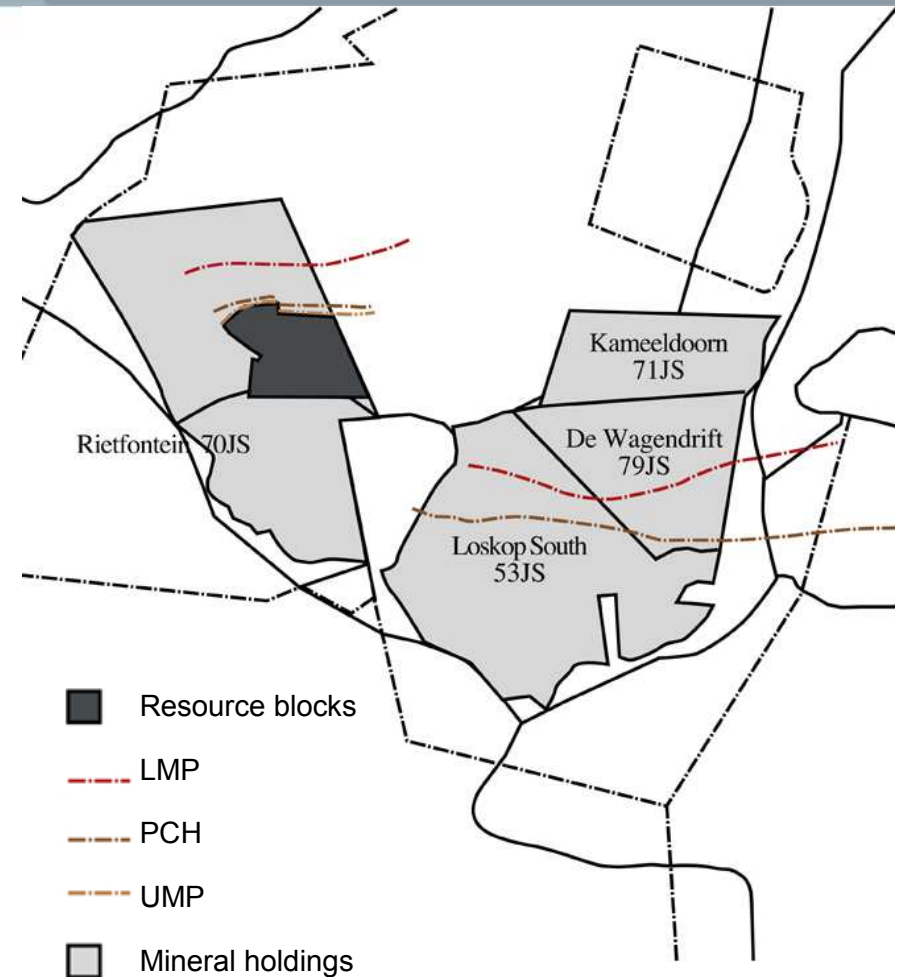 Kameeldoorn
71JS
De Wagendrift
79JS
Rietfontein 70JS
Loskop South
53JS
Resource blocks
LMP
PCH
UMP
Mineral holdings